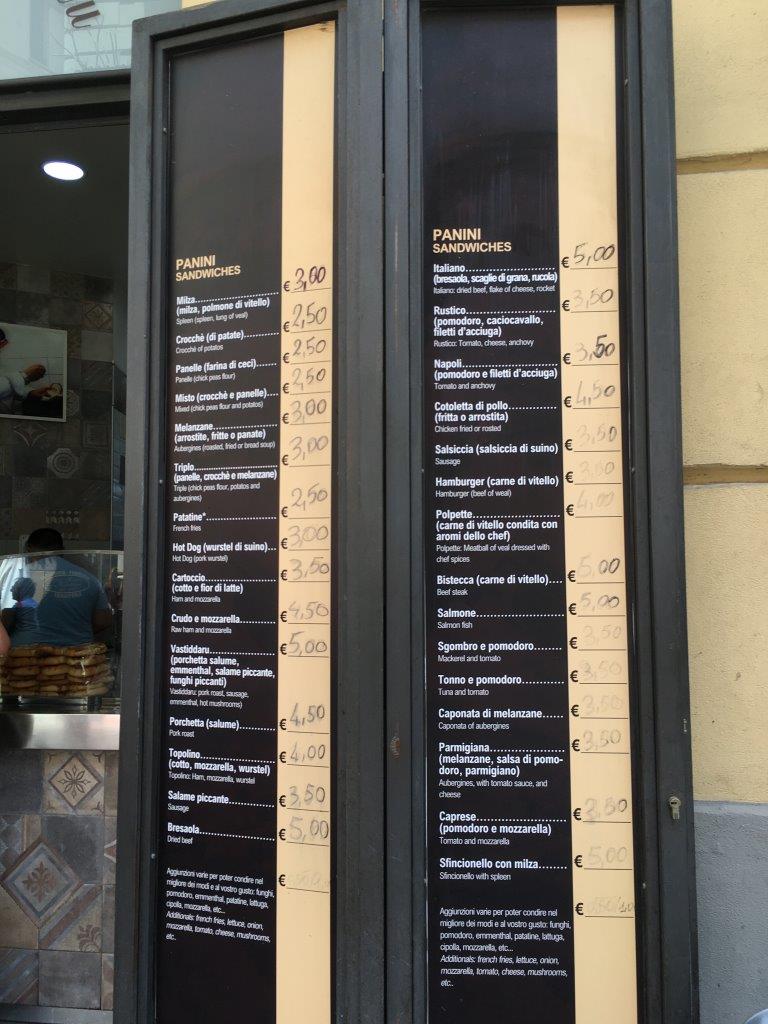 PANINI
SANDWICHES
Milza.......................... € 3,00
(milza, polmone di vitello)
Spleen (spleen, lung of veal)
Crocchè (di patate)........... € 2,50
Crocchè of potatos
Panelle (farina di ceci)....... € 2,50
Panelle (chick peas flour)
Misto (crocchè e panelle).... € 2,50
Mixed (chick peas flour and potatos)
Melanzane..................... € 3,00
(arrostite, fritte o panate)
Aubergines (roasted, fried or bread soup)
Triplo........................... € 3,00
(panelle, crocchè e melanzane)
Triple (chick peas flour, potatos and
aubergines)
Patatine*...................... € 2,50
French fries
Hot Dog (wurstel di suino)... € 3,00
Hot Dog (pork wurstel)
Cartoccio...................... € 3,50
(cotto e fior di latte)
Ham and mozzarella
Crudo e mozzarella.......... € 4,50
Raw ham and mozzarella
Vastiddaru.................... € 5,00
(porchetta salume,
emmenthal, salame piccante,
funghi piccanti)
Vastiddaru: pork roast, sausage,
emmenthal, hot mushrooms)
Porchetta (salume).......... € 4,50
Pork roast
Topolino....................... € 4,00
(cotto, mozzarella, wurstel)
Topolino: Ham, mozzarella, wurstel
Salame piccante............. € 3,50
Sausage
Bresaola....................... € 5,00
Dried beef
€
Aggiunzioni varie per poter condire nel
migliore dei modi e al vostro gusto: funghi,
pomodoro, emmenthal, patatine, lattuga,
cipolla, mozzarella, etc...
Additionals: french fries, lettuce, onion,
mozzarella, tomato, cheese, mushrooms,
etc..
PANINI
SANDWICHES
Italiano......................... € 5,00
(bresaola, scaglie di grana, rucola)
Italiano: dried beef, flake of cheese, rocket
Rustico......................... € 3,50
(pomodoro, caciocavallo,
filetti d'acciuga)
Rustico: Tomato, cheese, anchovy
Napoli.......................... € 3,50
(pomodoro e filetti d'acciuga)
Tomato and anchovy
Cotoletta di pollo............. € 4,50
(fritta o arrostita)
Chicken fried or rosted
Salsiccia (salsiccia di suino) € 3,50
Sausage
Hamburger (carne di vitello) €
Hamburger (beef of weal)
Polpette........................ € 4,00
(carne di vitello condita con
aromi dello chef)
Polpette: Meatball of veal dressed with
chef spices
Bistecca (carne di vitello).... € 5,00
Beef steak
Salmone........................ € 5,00
Salmon fish
Sgombro e pomodoro........ € 3,50
Mackerel and tomato
Tonno e pomodoro........... € 3,50
Tuna and tomato
Caponata di melanzane...... € 3,50
Caponata of aubergines
Parmigiana..................... € 3,50
(melanzane, salsa di pomo-
doro, parmigiano)
Aubergines, with tomato sauce, and
cheese
Caprese........................ € 3,50
(pomodoro e mozzarella)
Tomato and mozzarella
Sfincionello con milza........ € 5,00
Sfincionello with spleen
€
Aggiunzioni varie per poter condire nel
migliore dei modi e al vostro gusto: funghi,
pomodoro, emmenthal, patatine, lattuga,
cipolla, mozzarella, etc...
Additionals: french fries, lettuce, onion,
mozzarella, tomato, cheese, mushrooms,
etc..